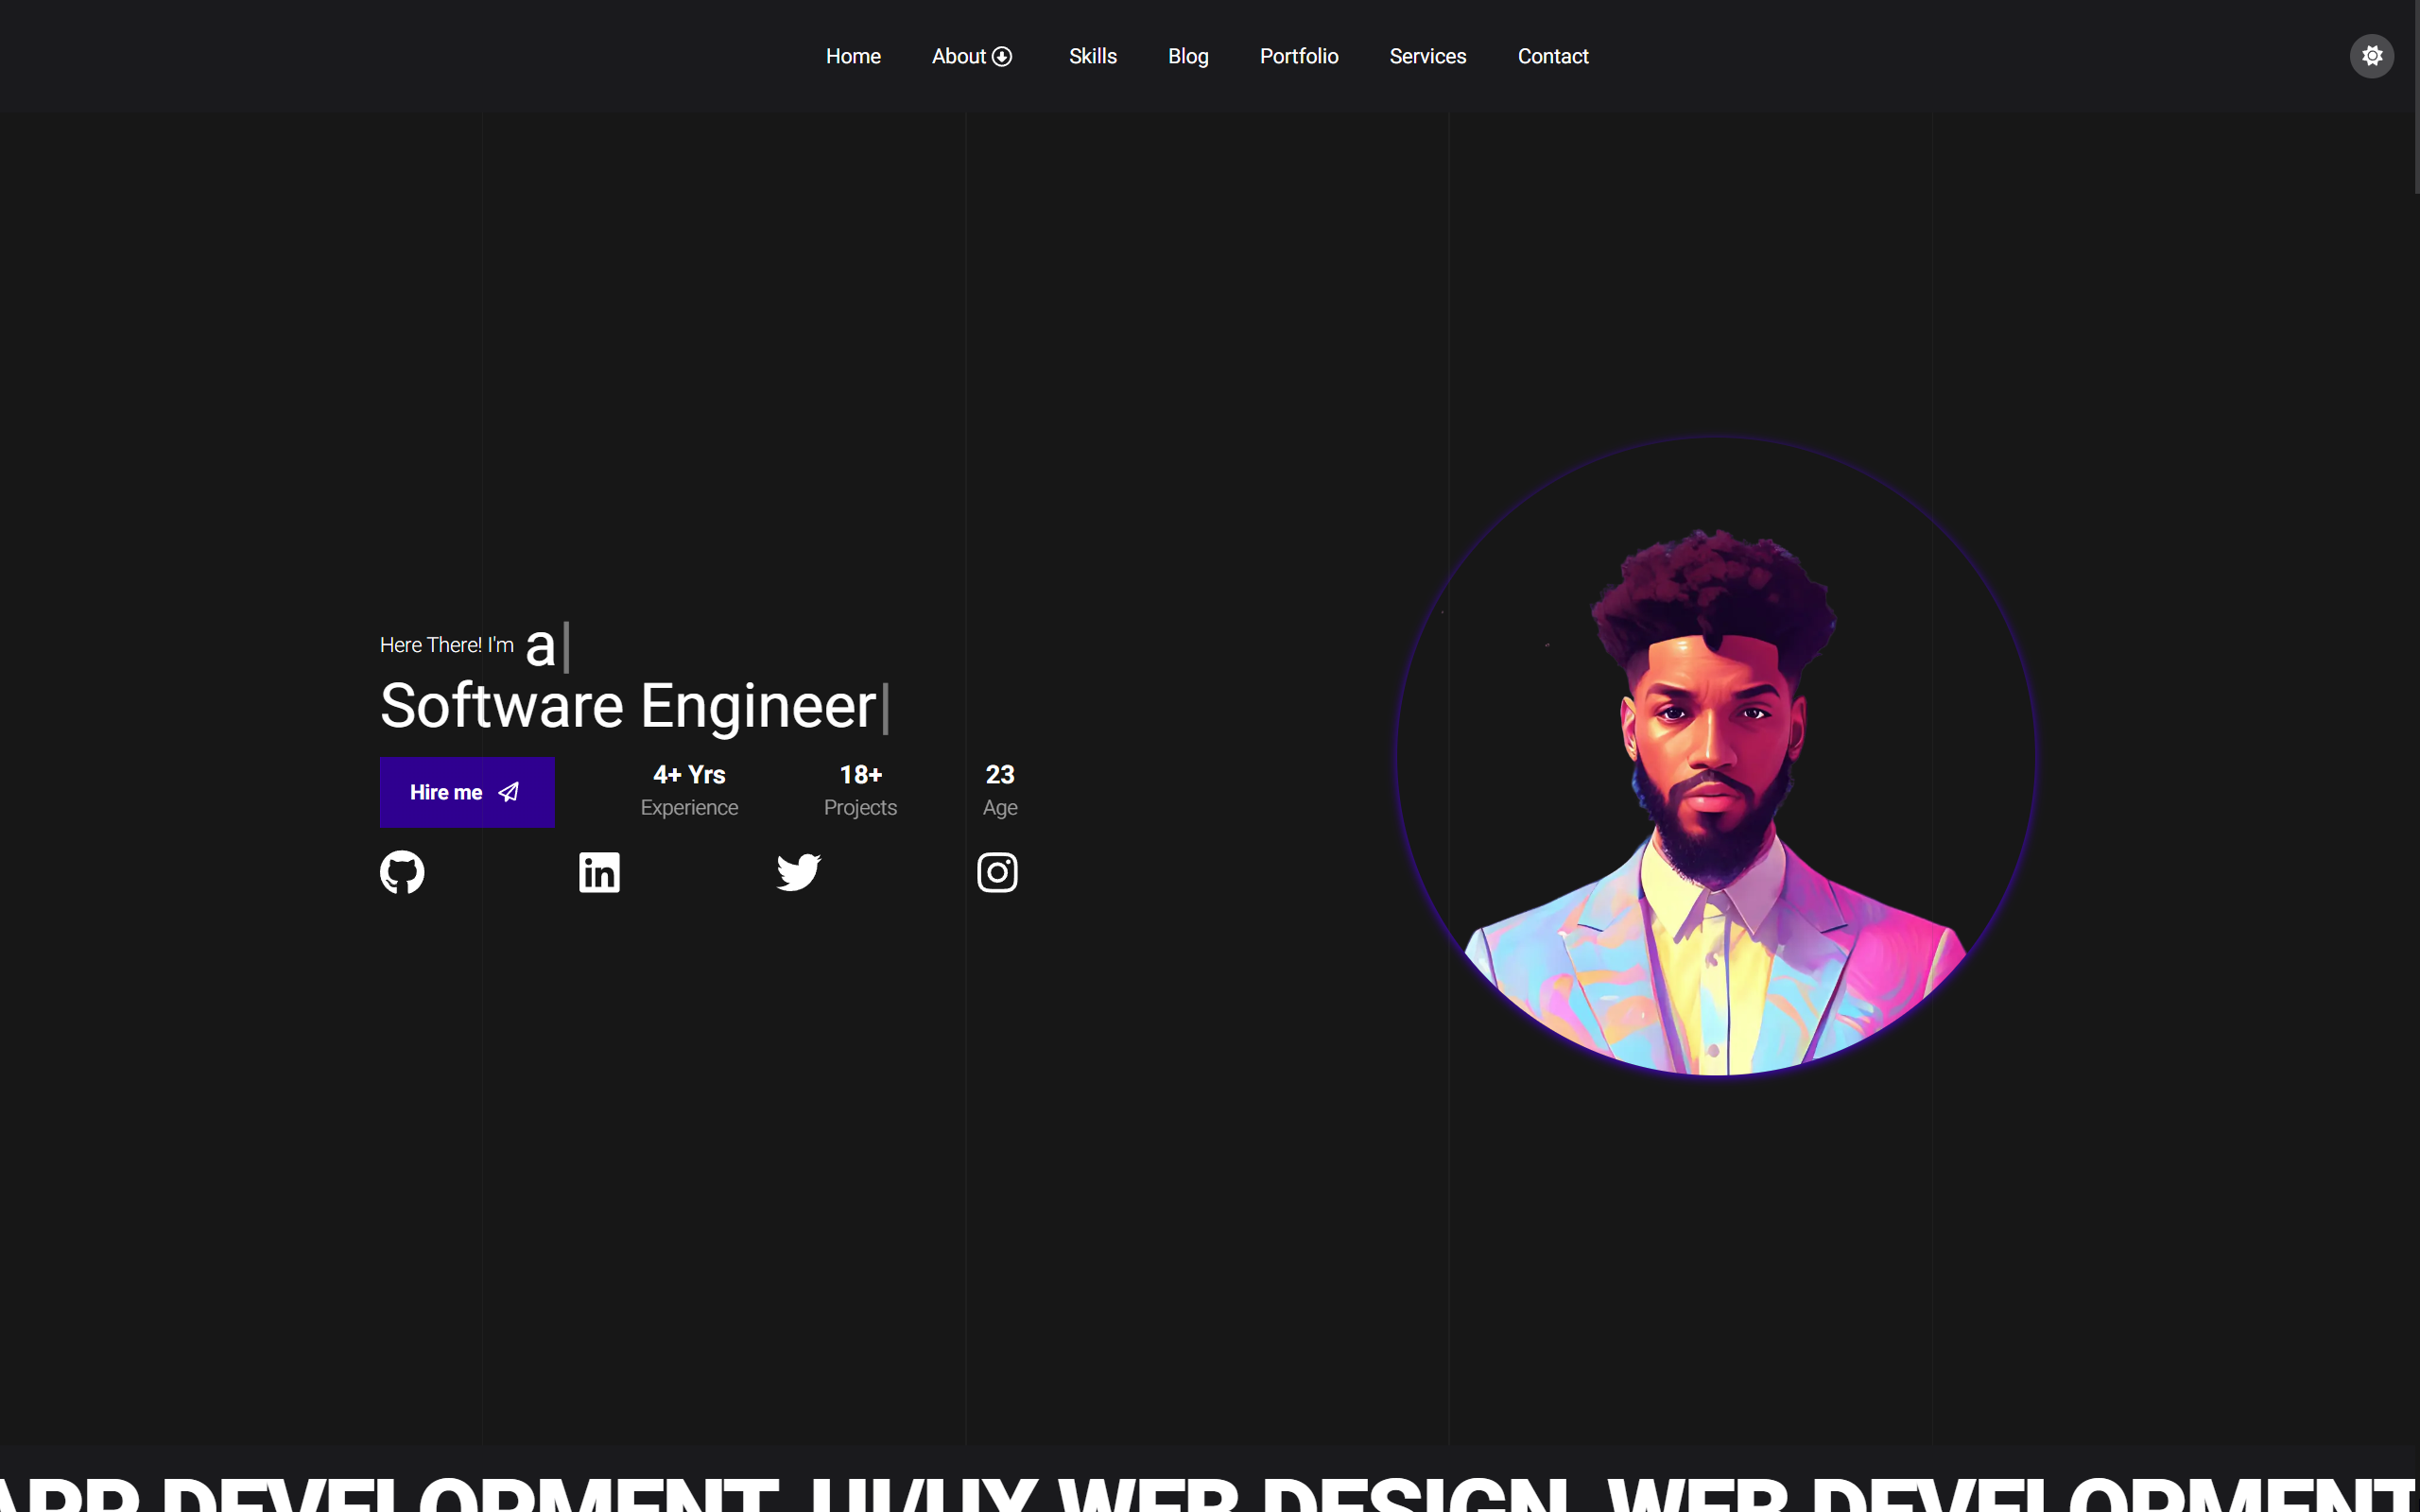 Home About Skills Blog Portfolio Services Contact
Here There! I'm a
Software Engineer
Hire me
4+ Yrs 18+ 23
Experience Projects Age
APP DEVELOPMENT UI/UX WEB DESIGN WEB DEVELOPMENT